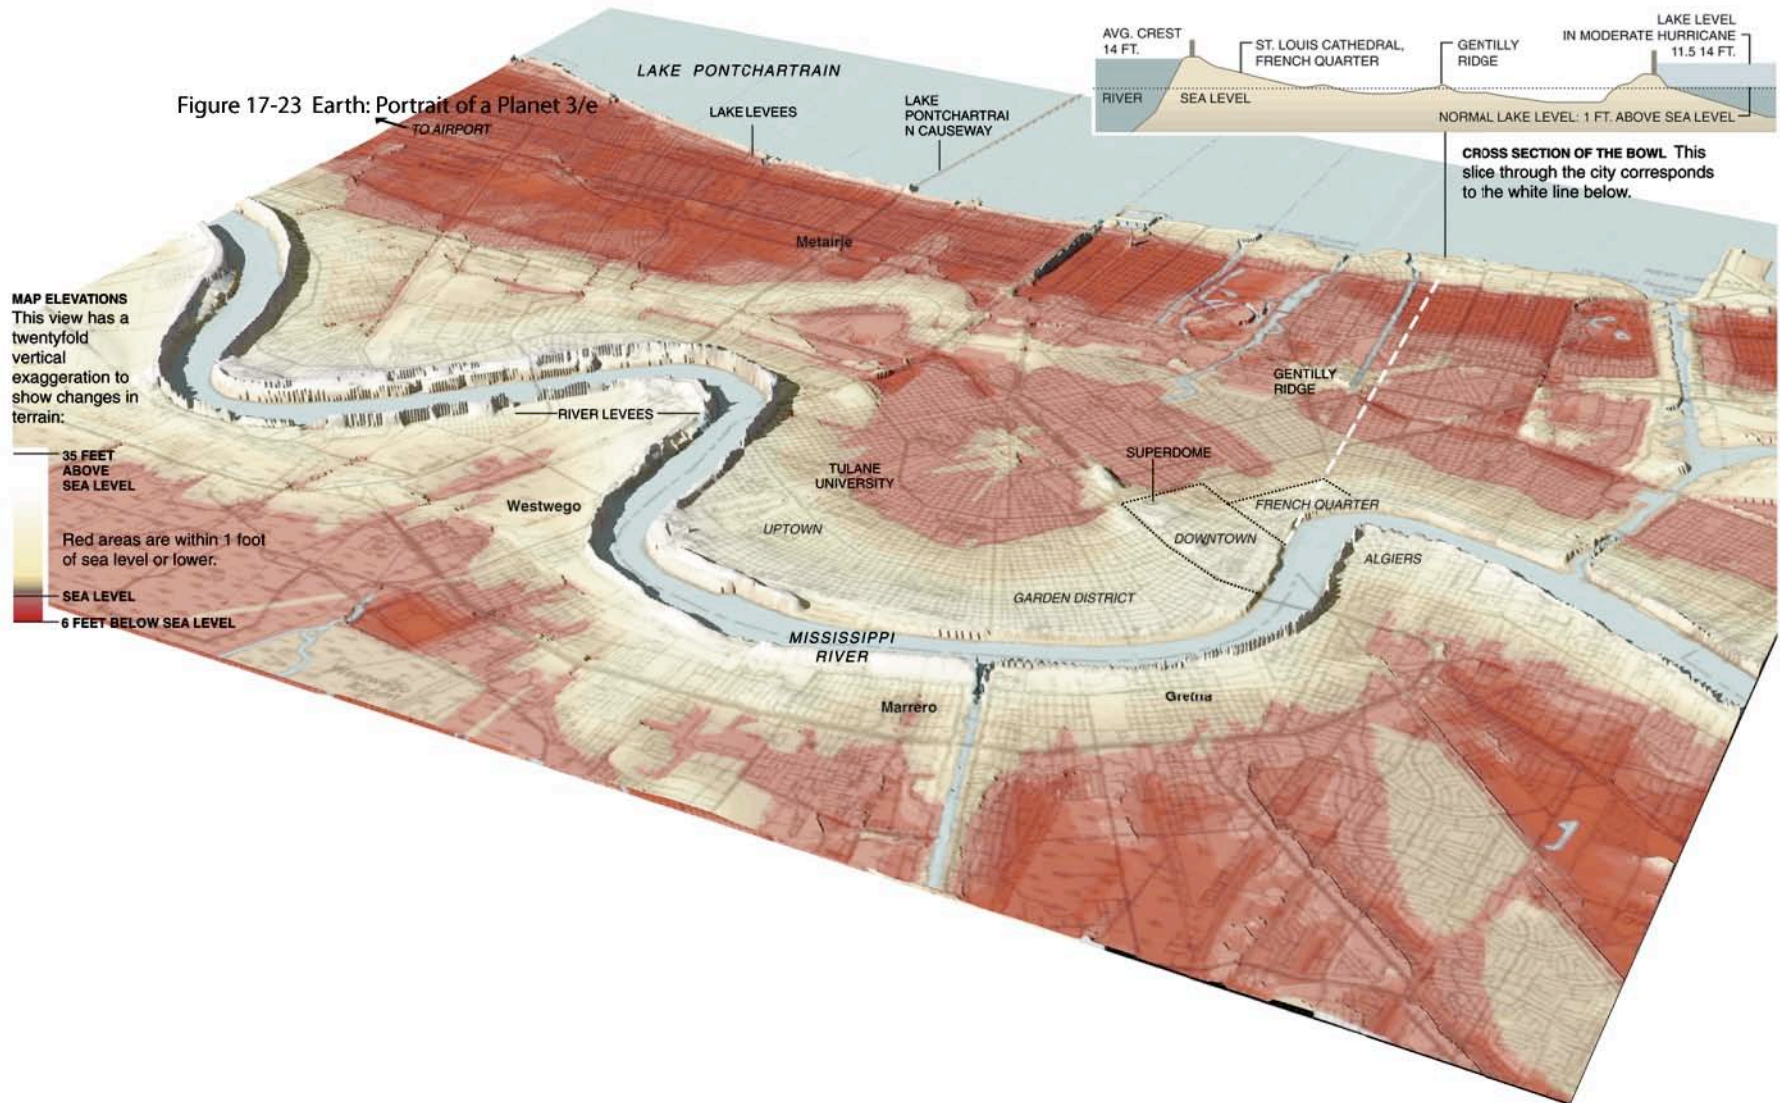 AVG. CREST
14 FT.
ST. LOUIS CATHEDRAL,
FRENCH QUARTER
GENTILLY
RIDGE
LAKE LEVEL
IN MODERATE HURRICANE
11.5 14 FT.
RIVER
SEA LEVEL
NORMAL LAKE LEVEL: 1 FT. ABOVE SEA LEVEL
CROSS SECTION OF THE BOWL This
slice through the city corresponds
to the white line below.
LAKE PONTCHARTRAIN
Figure 17-23 Earth: Portrait of a Planet 3/e
TO AIRPORT
LAKE LEVEES
LAKE
PONTCHARTRAI
N CAUSEWAY
Metairie
MAP ELEVATIONS
This view has a
twentyfold
vertical
exaggeration to
show changes in
terrain:
35 FEET
ABOVE
SEA LEVEL
Red areas are within 1 foot
of sea level or lower.
SEA LEVEL
6 FEET BELOW SEA LEVEL
RIVER LEVEES
GENTILLY
RIDGE
SUPERDOME
TULANE
UNIVERSITY
Westwego
UPTOWN
FRENCH QUARTER
DOWNTOWN
ALGIERS
GARDEN DISTRICT
MISSISSIPPI
RIVER
Marrero
Gretna